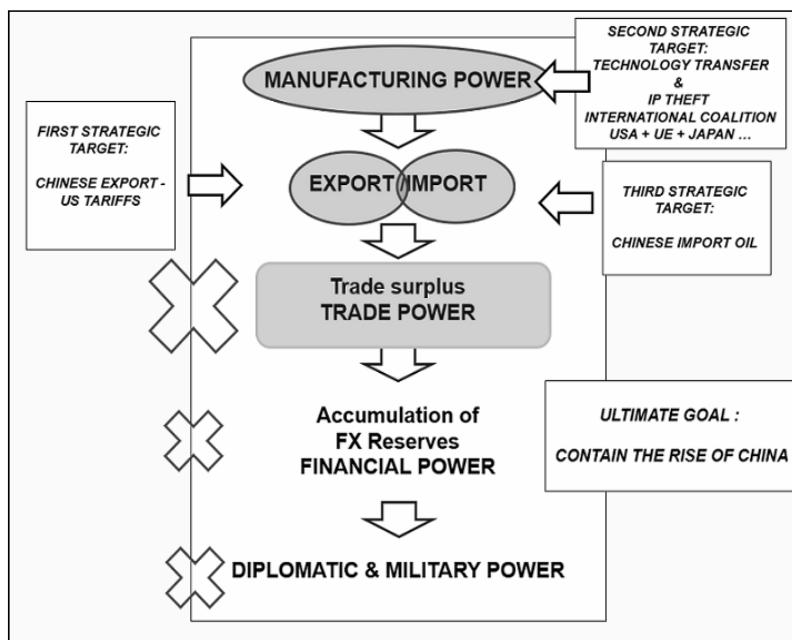 SECOND STRATEGIC
TARGET:
TECHNOLOGY TRANSFER
&
IP THEFT
INTERNATIONAL COALITION
USA + UE + JAPAN ...
MANUFACTURING POWER
FIRST STRATEGIC
TARGET:
CHINESE EXPORT -
US TARIFFS
EXPORT/IMPORT
THIRD STRATEGIC
TARGET:
CHINESE IMPORT OIL
Trade surplus
TRADE POWER
Accumulation of
FX Reserves
FINANCIAL POWER
ULTIMATE GOAL :
CONTAIN THE RISE OF CHINA
DIPLOMATIC & MILITARY POWER